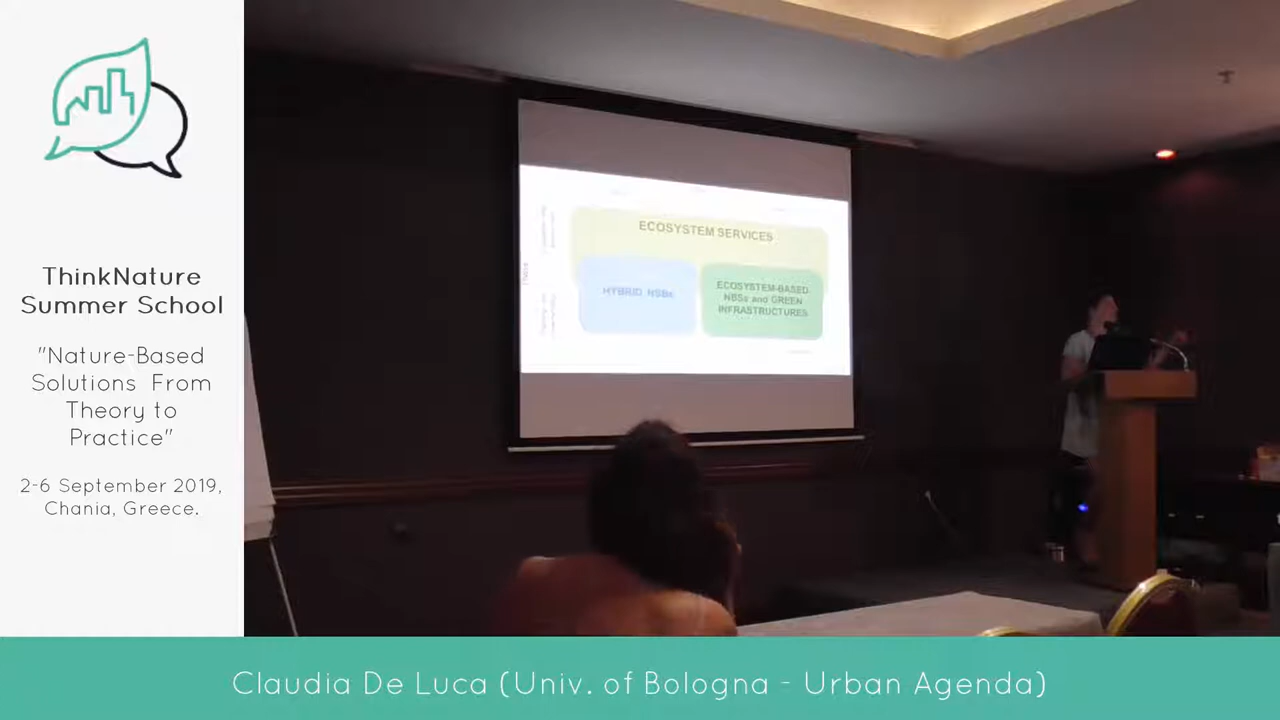 ThinkNature
Summer School
"Nature-Based
Solutions From
Theory to
Practice"
2-6 September 2019,
Chania, Greece.
ECOSYSTEM SERVICES
HYBRID NSBs
ECOSYSTEM-BASED
NBSs and GREEN
INFRASTRUCTURES
Claudia De Luca (Univ. of Bologna - Urban Agenda)